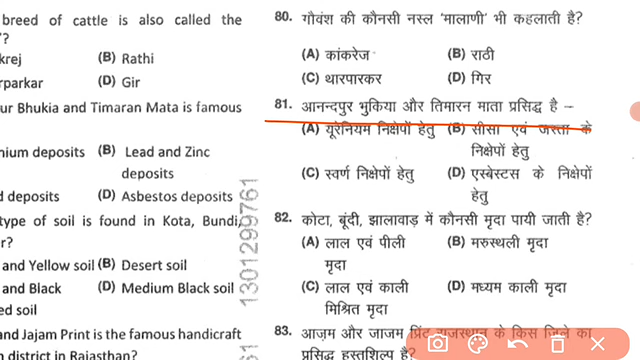 breed of cattle is also called the
?
krej (B) Rathi
rparkar (D) Gir
ur Bhukia and Timaran Mata is famous
nium deposits (B) Lead and Zinc
deposits
d deposits (D) Asbestos deposits
type of soil is found in Kota, Bundi,
r?
and Yellow soil (B) Desert soil
and Black (D) Medium Black soil
ed soil
and Jajam Print is the famous handicraft
n district in Rajasthan?
13012999761
80. गौवंश की कौनसी नस्ल 'मालाणी' भी कहलाती है?
(A) कांकरेज (B) राठी
(C) थारपारकर (D) गिर
81. आनन्दपुर भुकिया और तिमारन माता प्रसिद्ध है –
(A) यूरेनियम निक्षेपों हेतु (B) सीसा एवं जस्ता के
निक्षेपों हेतु
(C) स्वर्ण निक्षेपों हेतु (D) एस्बेस्टस के निक्षेपों
हेतु
82. कोटा, बूंदी, झालावाड़ में कौनसी मृदा पायी जाती है?
(A) लाल एवं पीली (B) मरुस्थली मृदा
मृदा
(C) लाल एवं काली (D) मध्यम काली मृदा
मिश्रित मृदा
83. आज़म और जाजम प्रिंट राजस्थान के किस ज़िले का
प्रसिद्ध हस्तशिल्प है?